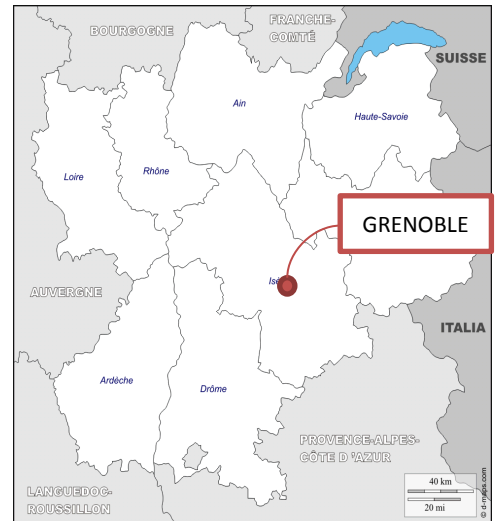 BOURGOGNE
FRANCHE-
COMTÉ
SUISSE
Ain
Haute-Savoie
Loire
Rhône
GRENOBLE
Isè
AUVERGNE
ITALIA
Ardèche
Drôme
PROVENCE-ALPES-
CÔTE D 'AZUR
LANGUEDOC-
ROUSSILLON
40 km
20 mi
© d-maps.com